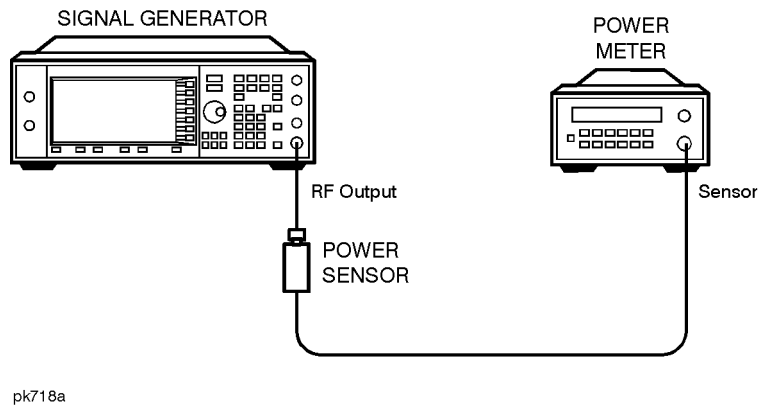 SIGNAL GENERATOR
POWER
METER
RF Output
Sensor
POWER
SENSOR
pk718a